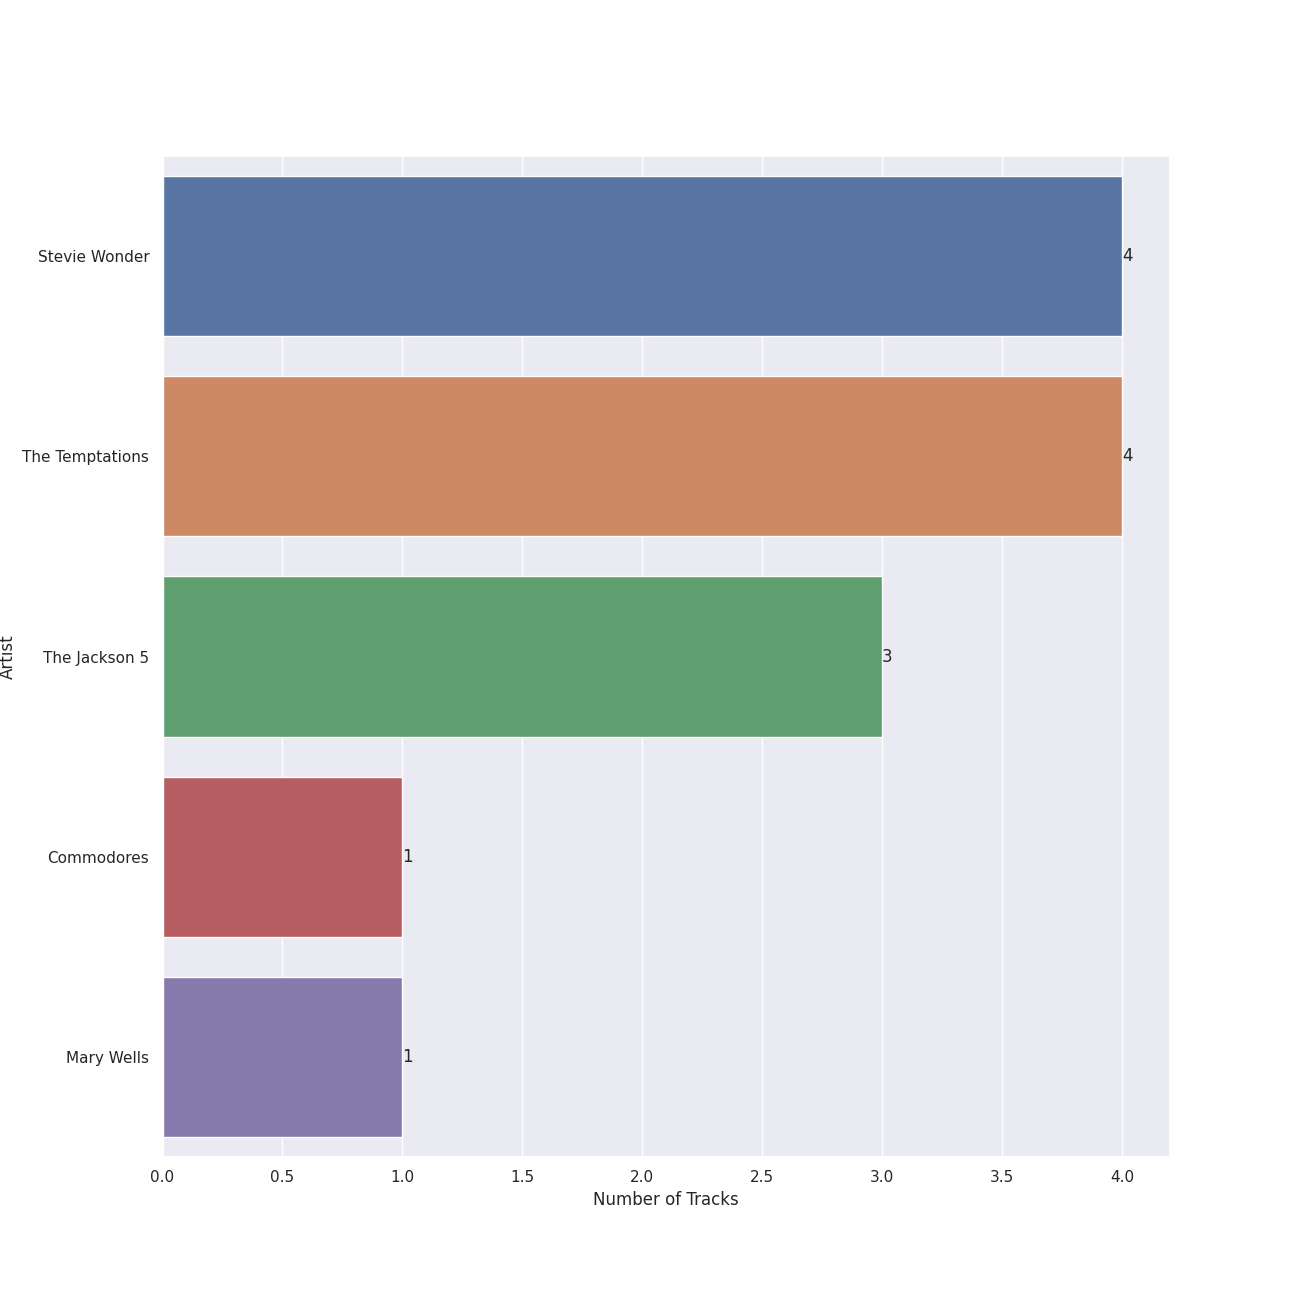 Stevie Wonder
4
The Temptations
4
The Jackson 5
3
Commodores
1
Mary Wells
1
Artist
0.0 0.5 1.0 1.5 2.0 2.5 3.0 3.5 4.0
Number of Tracks